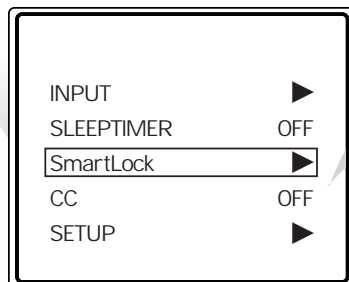 INPUT ▶
SLEEPTIMER OFF
SmartLock ▶
CC OFF
SETUP ▶